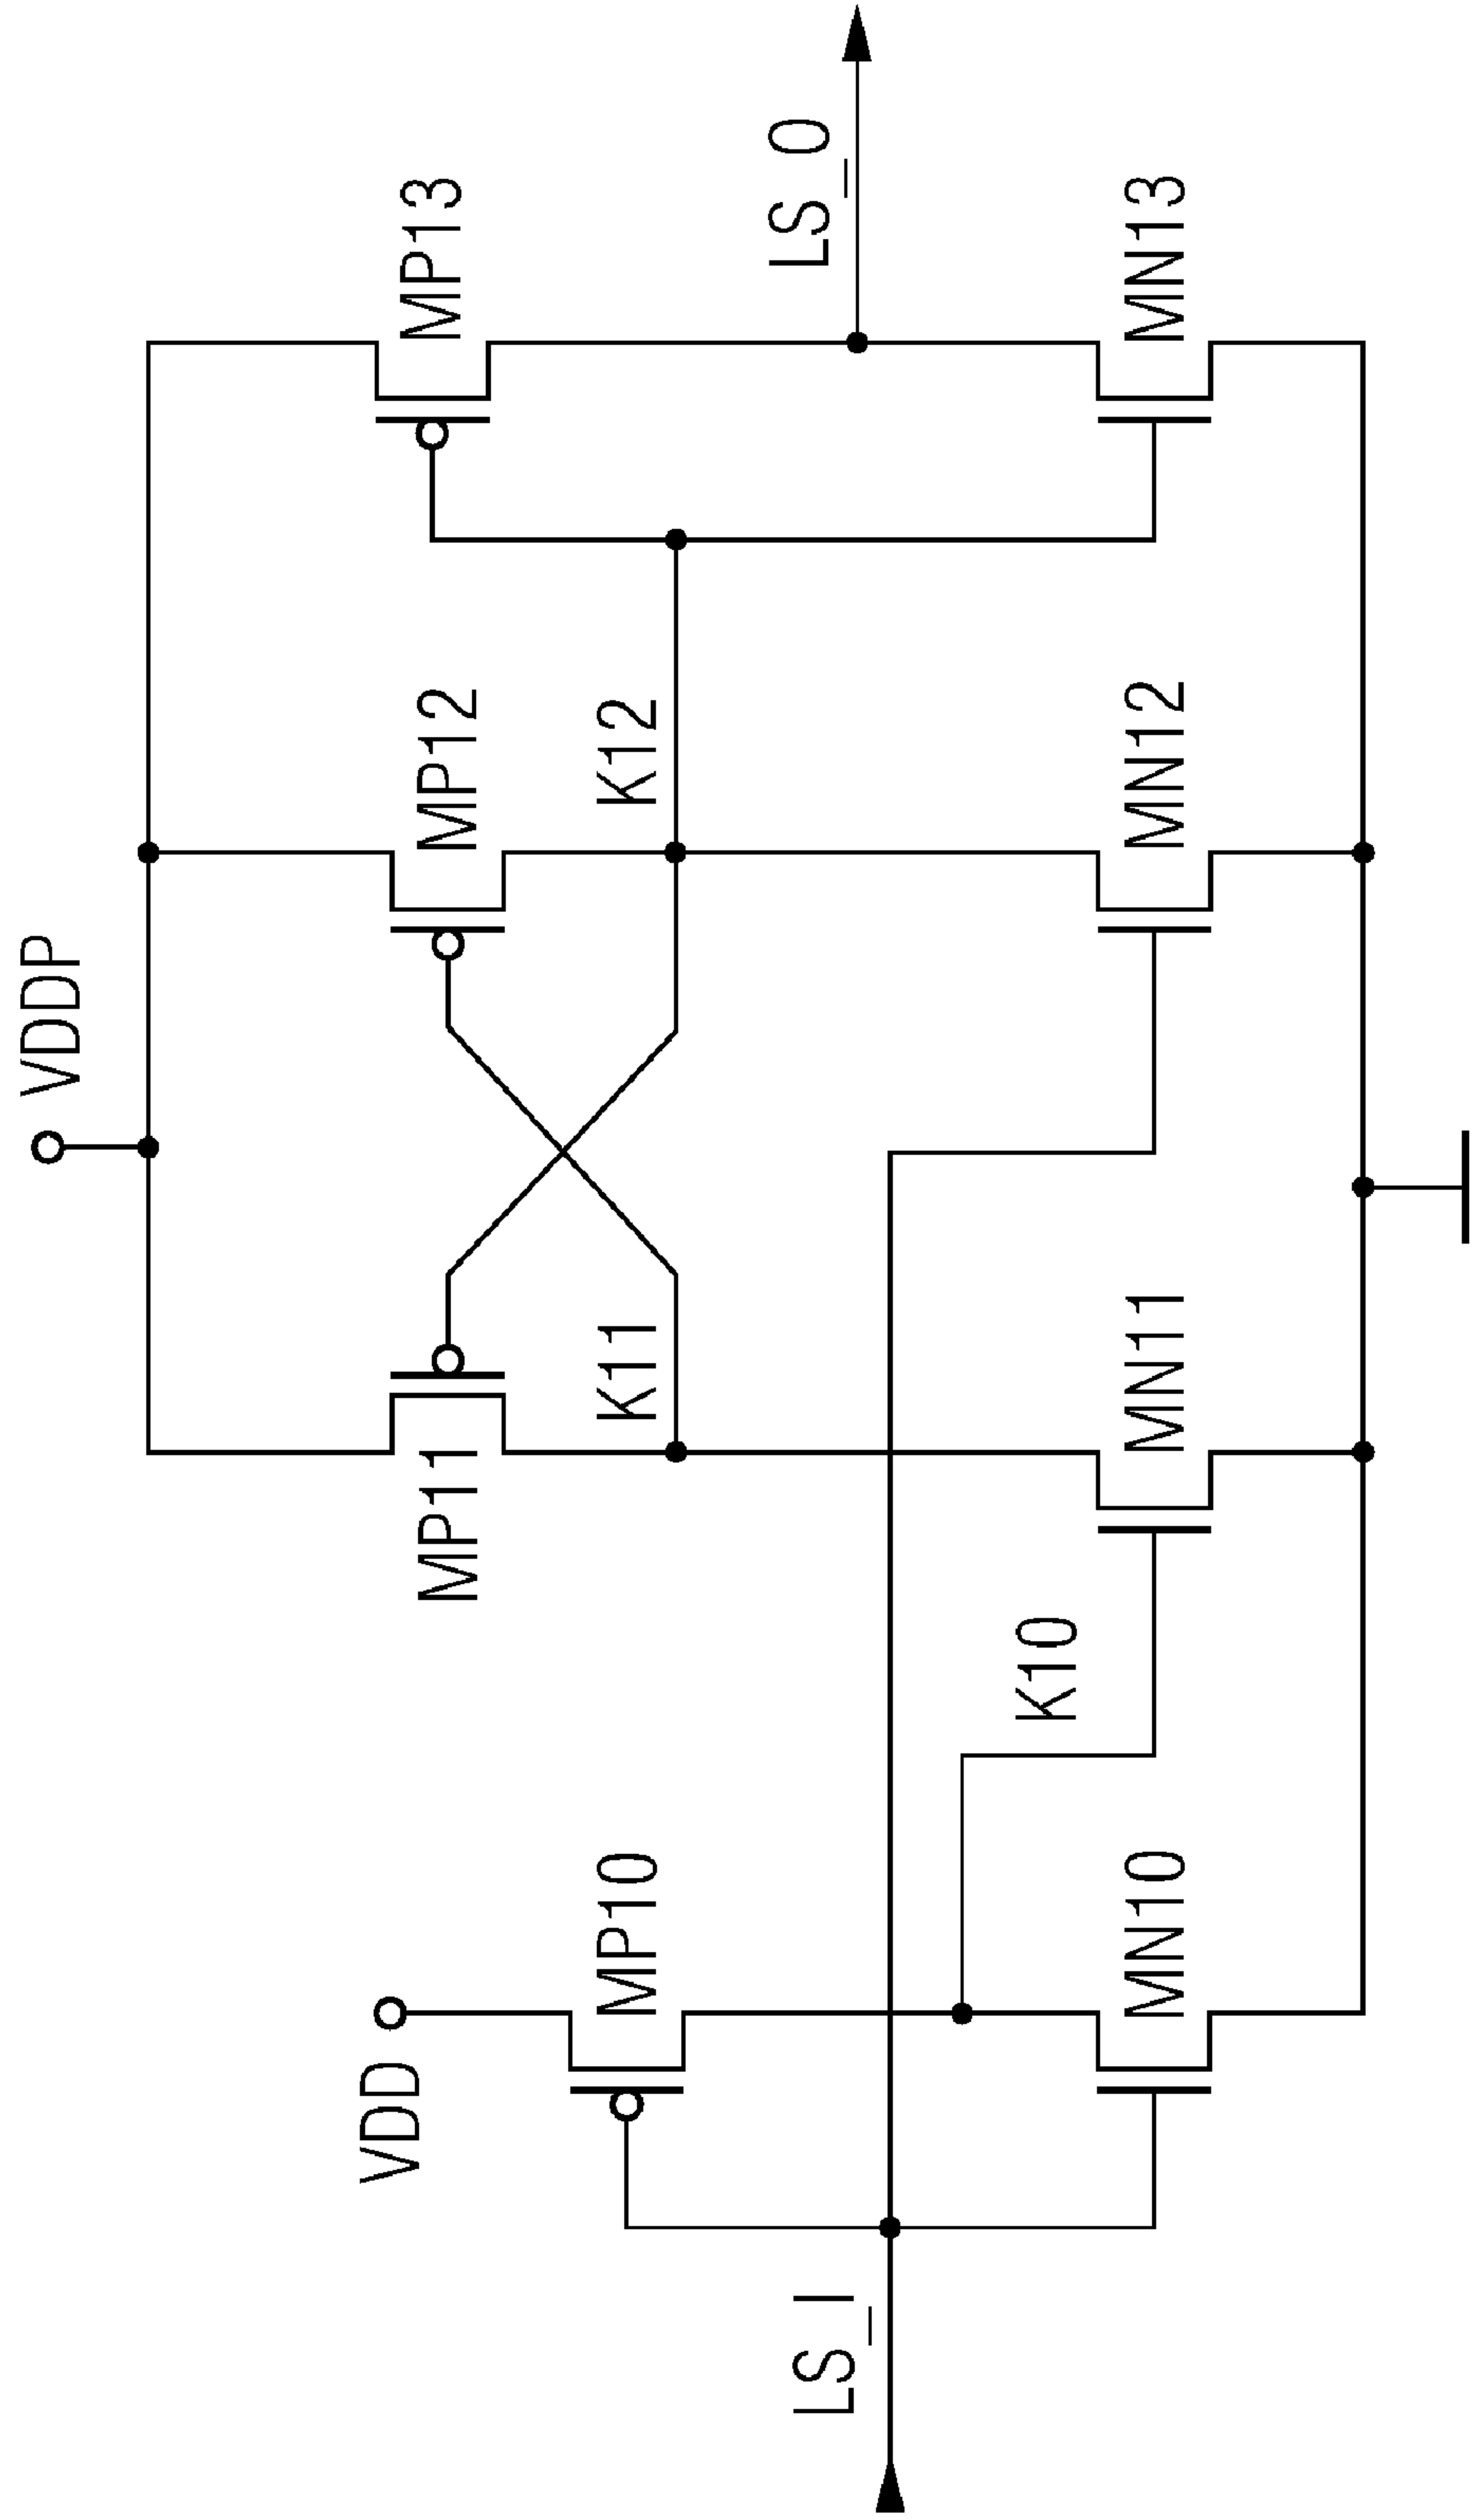 VDDP
VDD
MP10
MP11
MP12
MP13
K11
K12
LS_I
LS_O
K10
MN10
MN11
MN12
MN13